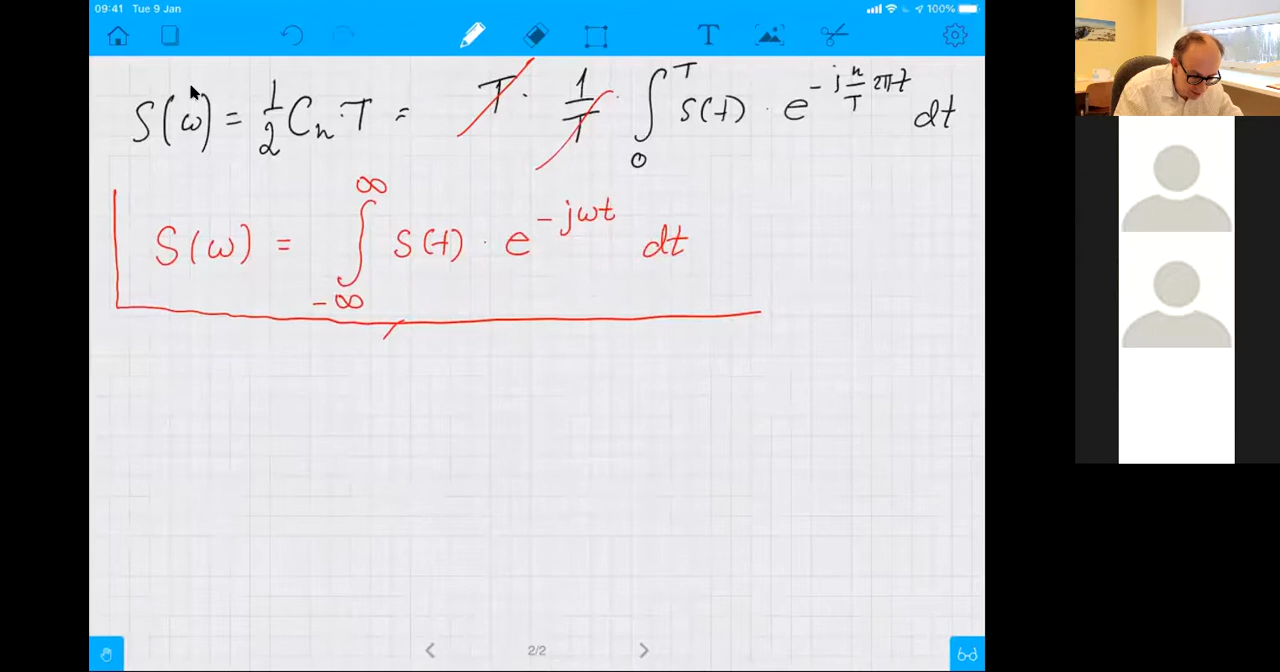 09:41 Tue 9 Jan 100%
T
S(ω) = 1/2 Cₙ · T = T · 1/T · ∫₀ᵀ s(t) · e^(-j n/T 2πt) dt
S(ω) = ∫_{-∞}^{∞} s(t) · e^(-jωt) dt
2/2